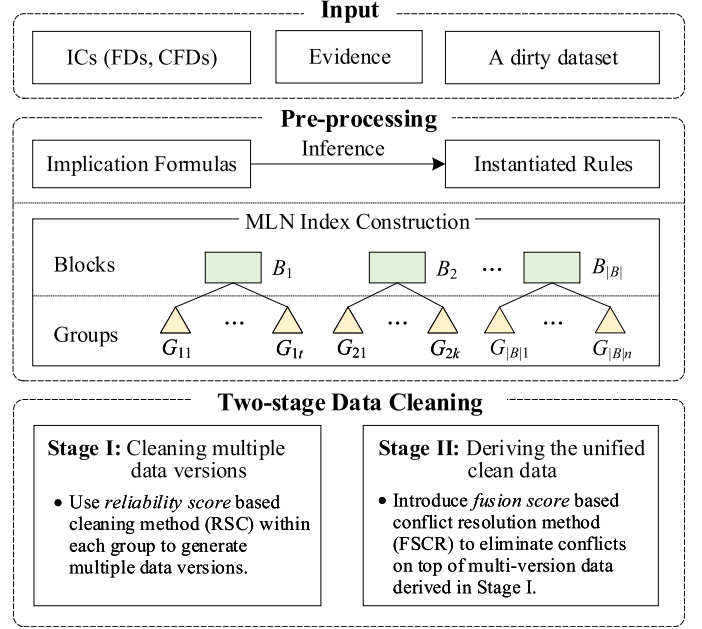 Input
ICs (FDs, CFDs)
Evidence
A dirty dataset
Pre-processing
Implication Formulas
Inference
Instantiated Rules
MLN Index Construction
Blocks
B1
B2
...
B|B|
Groups
G11
...
G1t
G21
...
G2k
G|B|1
...
G|B|n
Two-stage Data Cleaning
Stage I: Cleaning multiple
data versions
• Use reliability score based
cleaning method (RSC) within
each group to generate
multiple data versions.
Stage II: Deriving the unified
clean data
• Introduce fusion score based
conflict resolution method
(FSCR) to eliminate conflicts
on top of multi-version data
derived in Stage I.